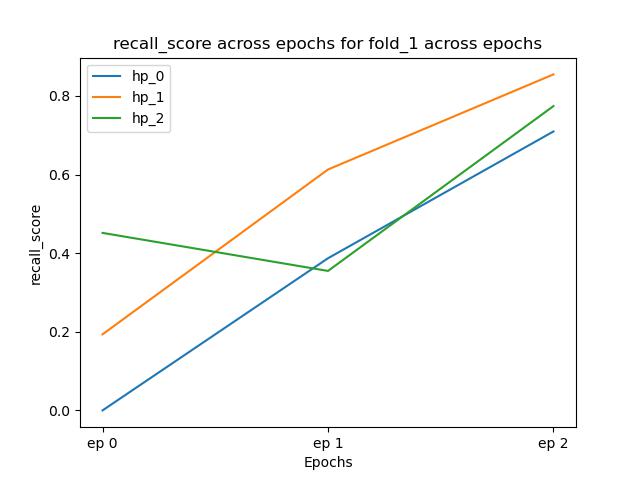 recall_score across epochs for fold_1 across epochs
hp_0
hp_1
hp_2
recall_score
0.8
0.6
0.4
0.2
0.0
ep 0
ep 1
ep 2
Epochs